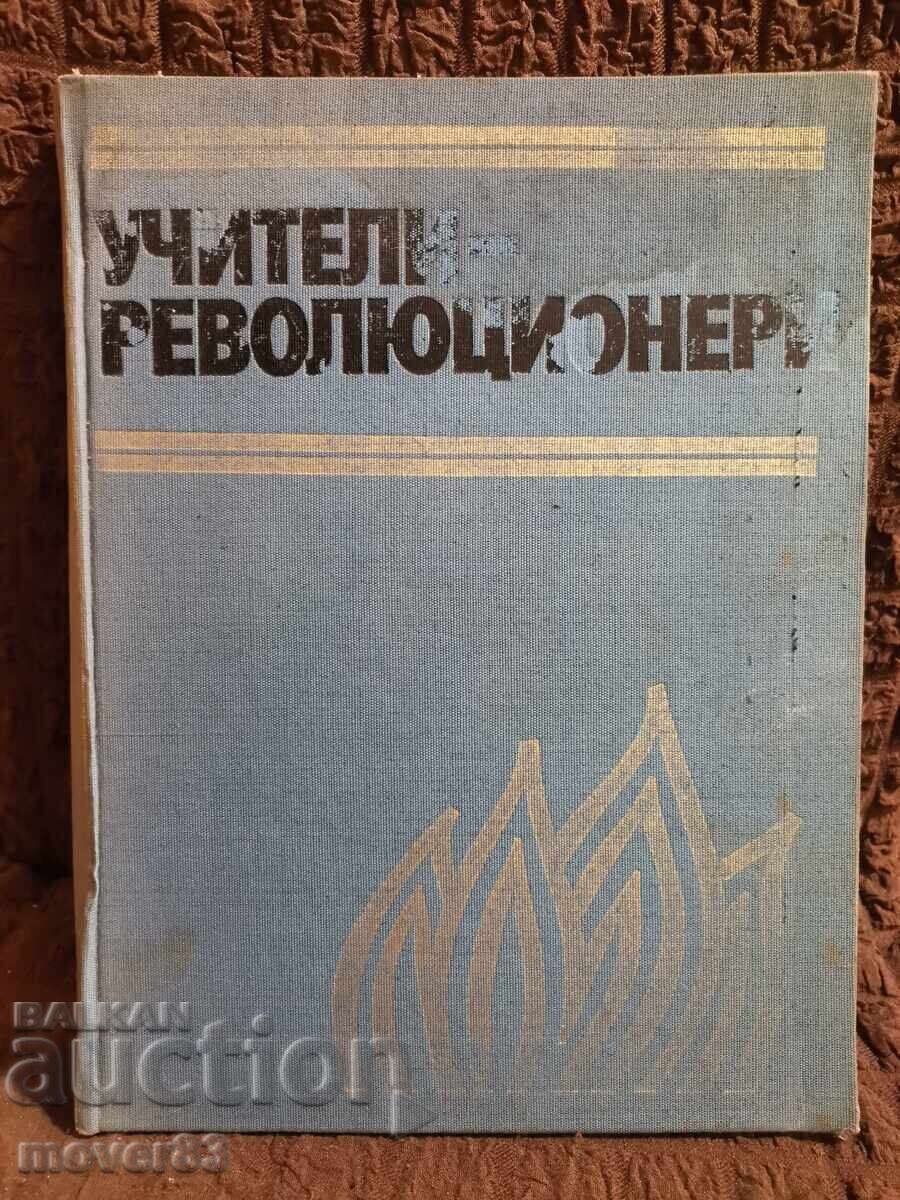 УЧИТЕЛИ-
РЕВОЛЮЦИОНЕРИ
BALKAN
auction
mover83